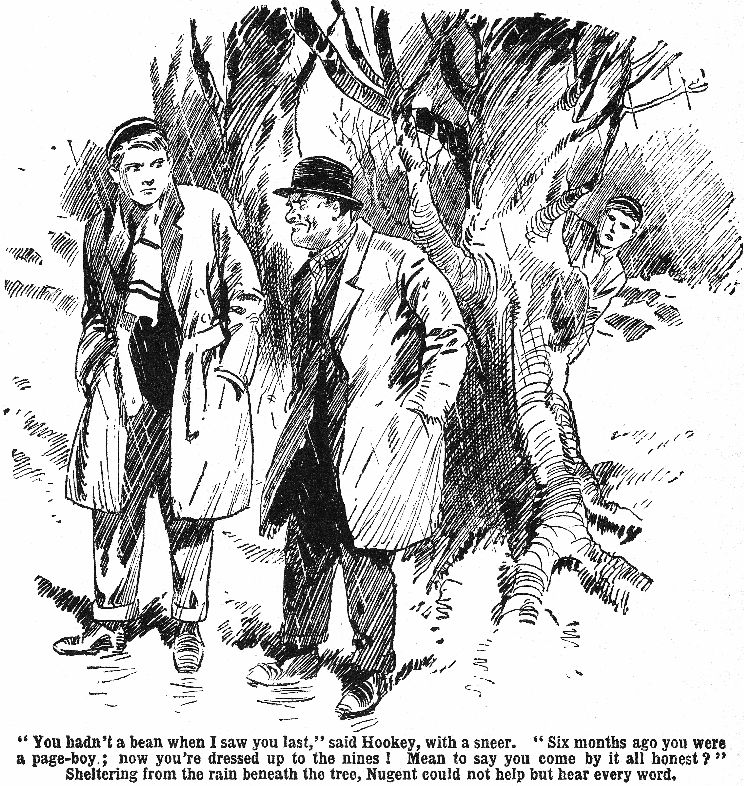 “ You hadn’t a bean when I saw you last,” said Hookey, with a sneer. “ Six months ago you were
a page-boy ; now you’re dressed up to the nines ! Mean to say you come by it all honest ? ”
Sheltering from the rain beneath the tree, Nugent could not help but hear every word.